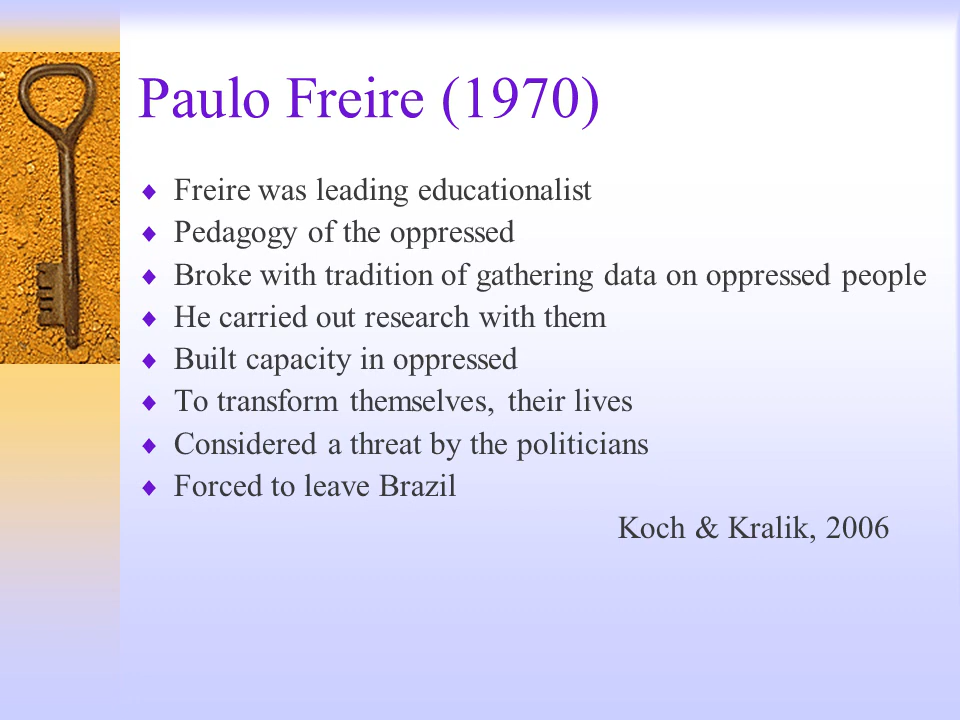 Paulo Freire (1970)
♦ Freire was leading educationalist
♦ Pedagogy of the oppressed
♦ Broke with tradition of gathering data on oppressed people
♦ He carried out research with them
♦ Built capacity in oppressed
♦ To transform themselves, their lives
♦ Considered a threat by the politicians
♦ Forced to leave Brazil
Koch & Kralik, 2006